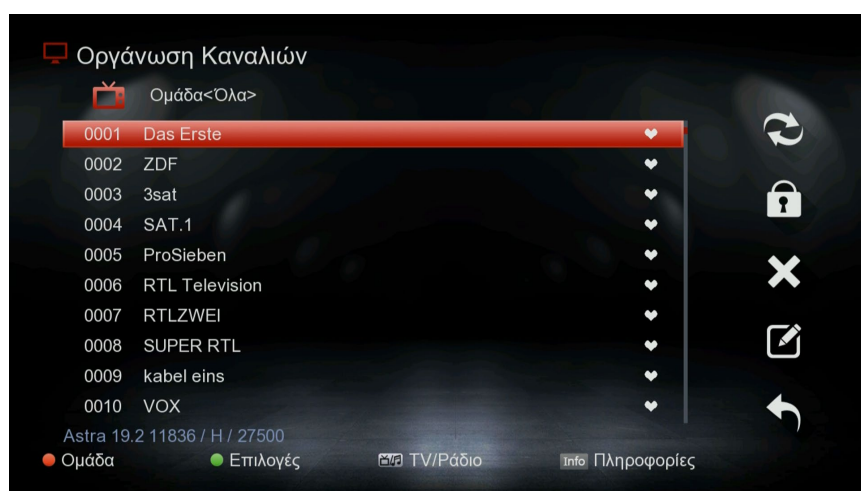 Οργάνωση Καναλιών
Ομάδα<Όλα>
0001 Das Erste
0002 ZDF
0003 3sat
0004 SAT.1
0005 ProSieben
0006 RTL Television
0007 RTLZWEI
0008 SUPER RTL
0009 kabel eins
0010 VOX
Astra 19.2 11836 / H / 27500
Ομάδα Επιλογές TV/Ράδιο Info Πληροφορίες